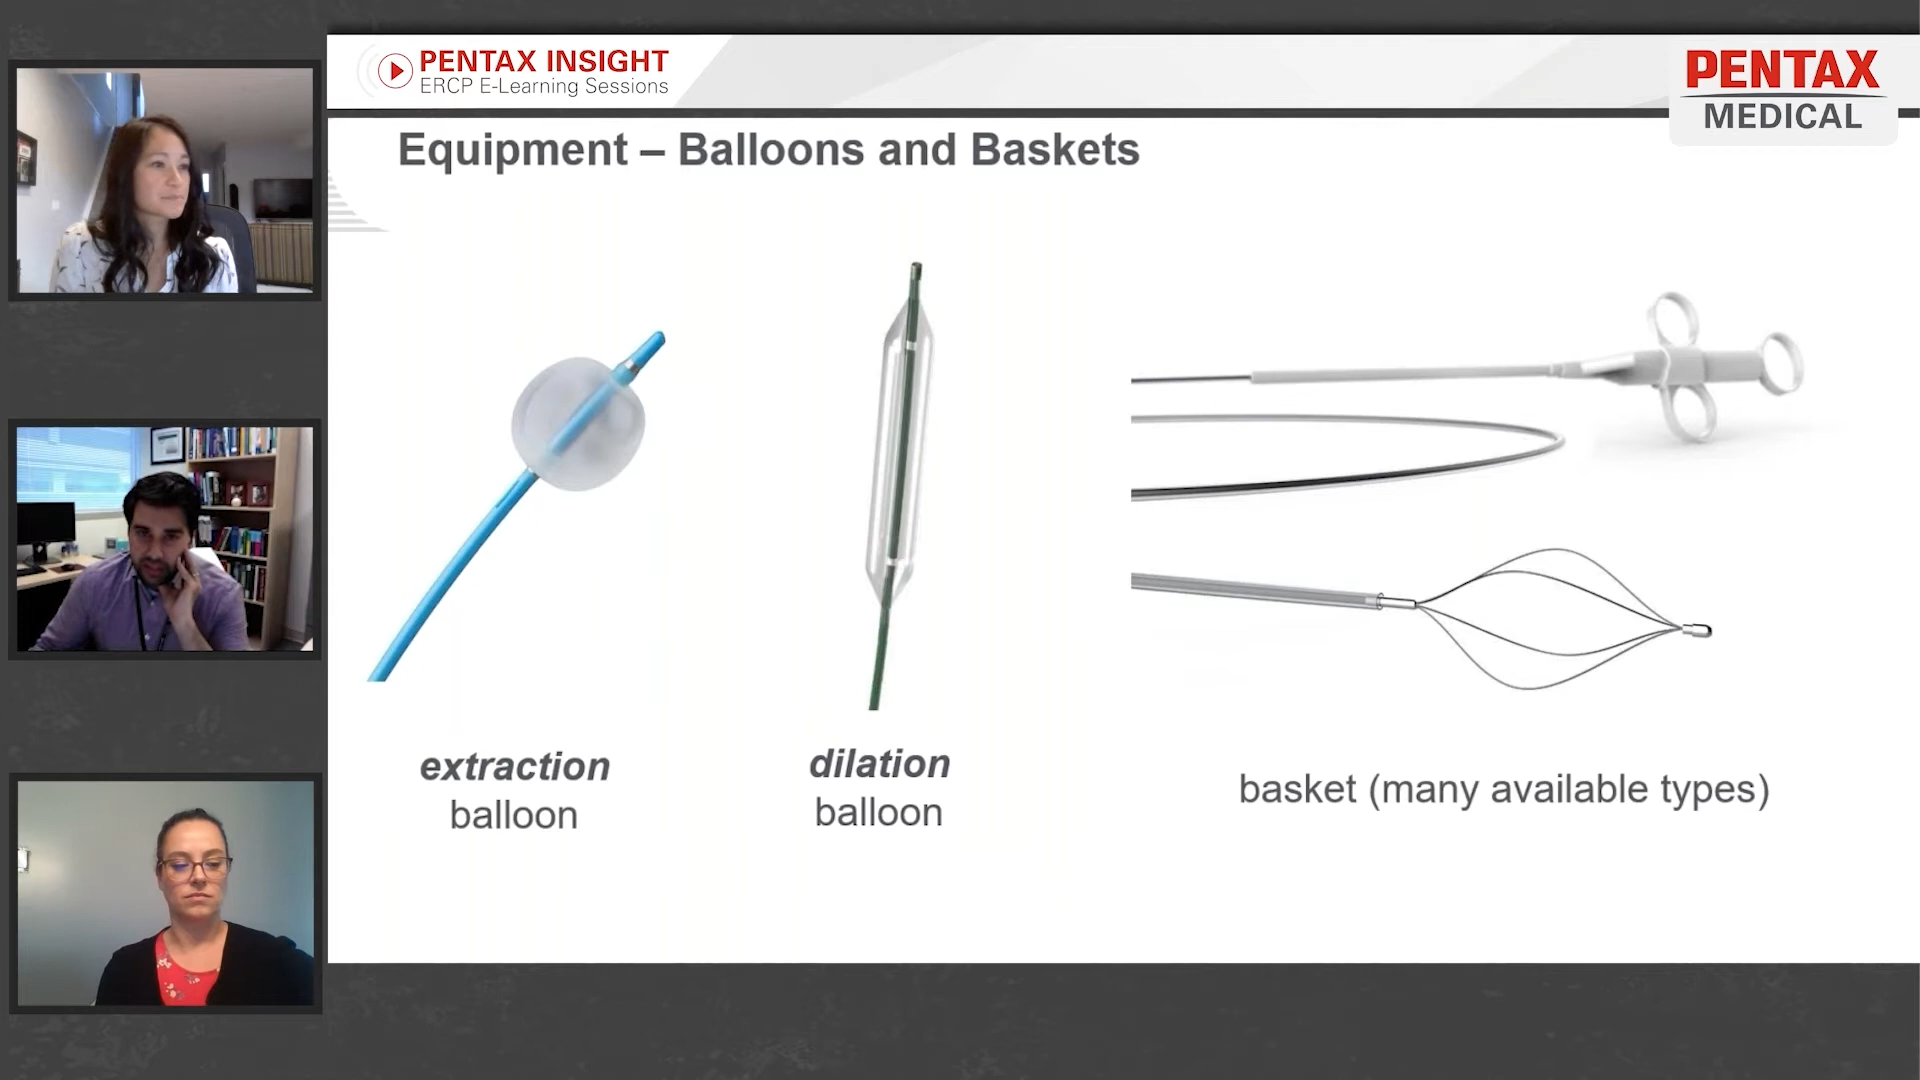 PENTAX INSIGHT
ERCP E-Learning Sessions
PENTAX
MEDICAL
Equipment – Balloons and Baskets
extraction
balloon
dilation
balloon
basket (many available types)